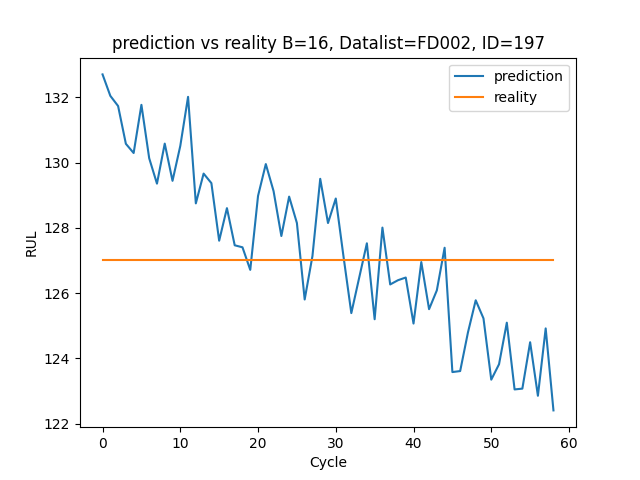 prediction vs reality B=16, Datalist=FD002, ID=197
prediction
reality
132
130
128
126
124
122
RUL
0 10 20 30 40 50 60
Cycle